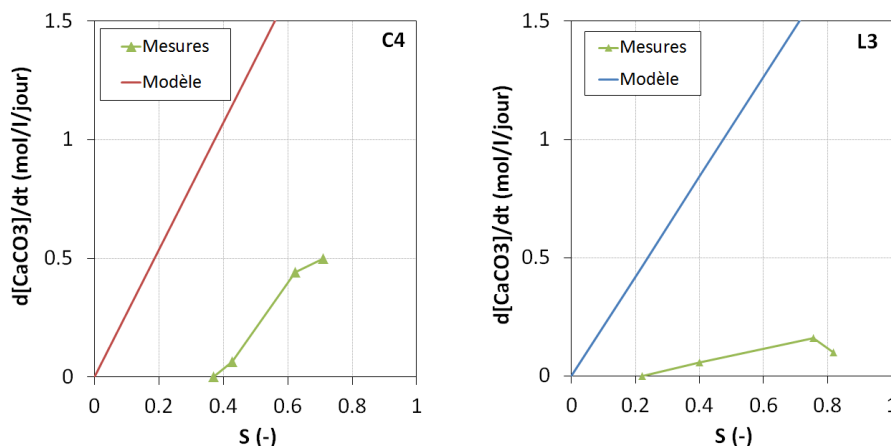 C4
Mesures
Modèle
d[CaCO3]/dt (mol/l/jour)
1.5
1
0.5
0
0 0.2 0.4 0.6 0.8 1
S (-)
L3
Mesures
Modèle
d[CaCO3]/dt (mol/l/jour)
1.5
1
0.5
0
0 0.2 0.4 0.6 0.8 1
S (-)